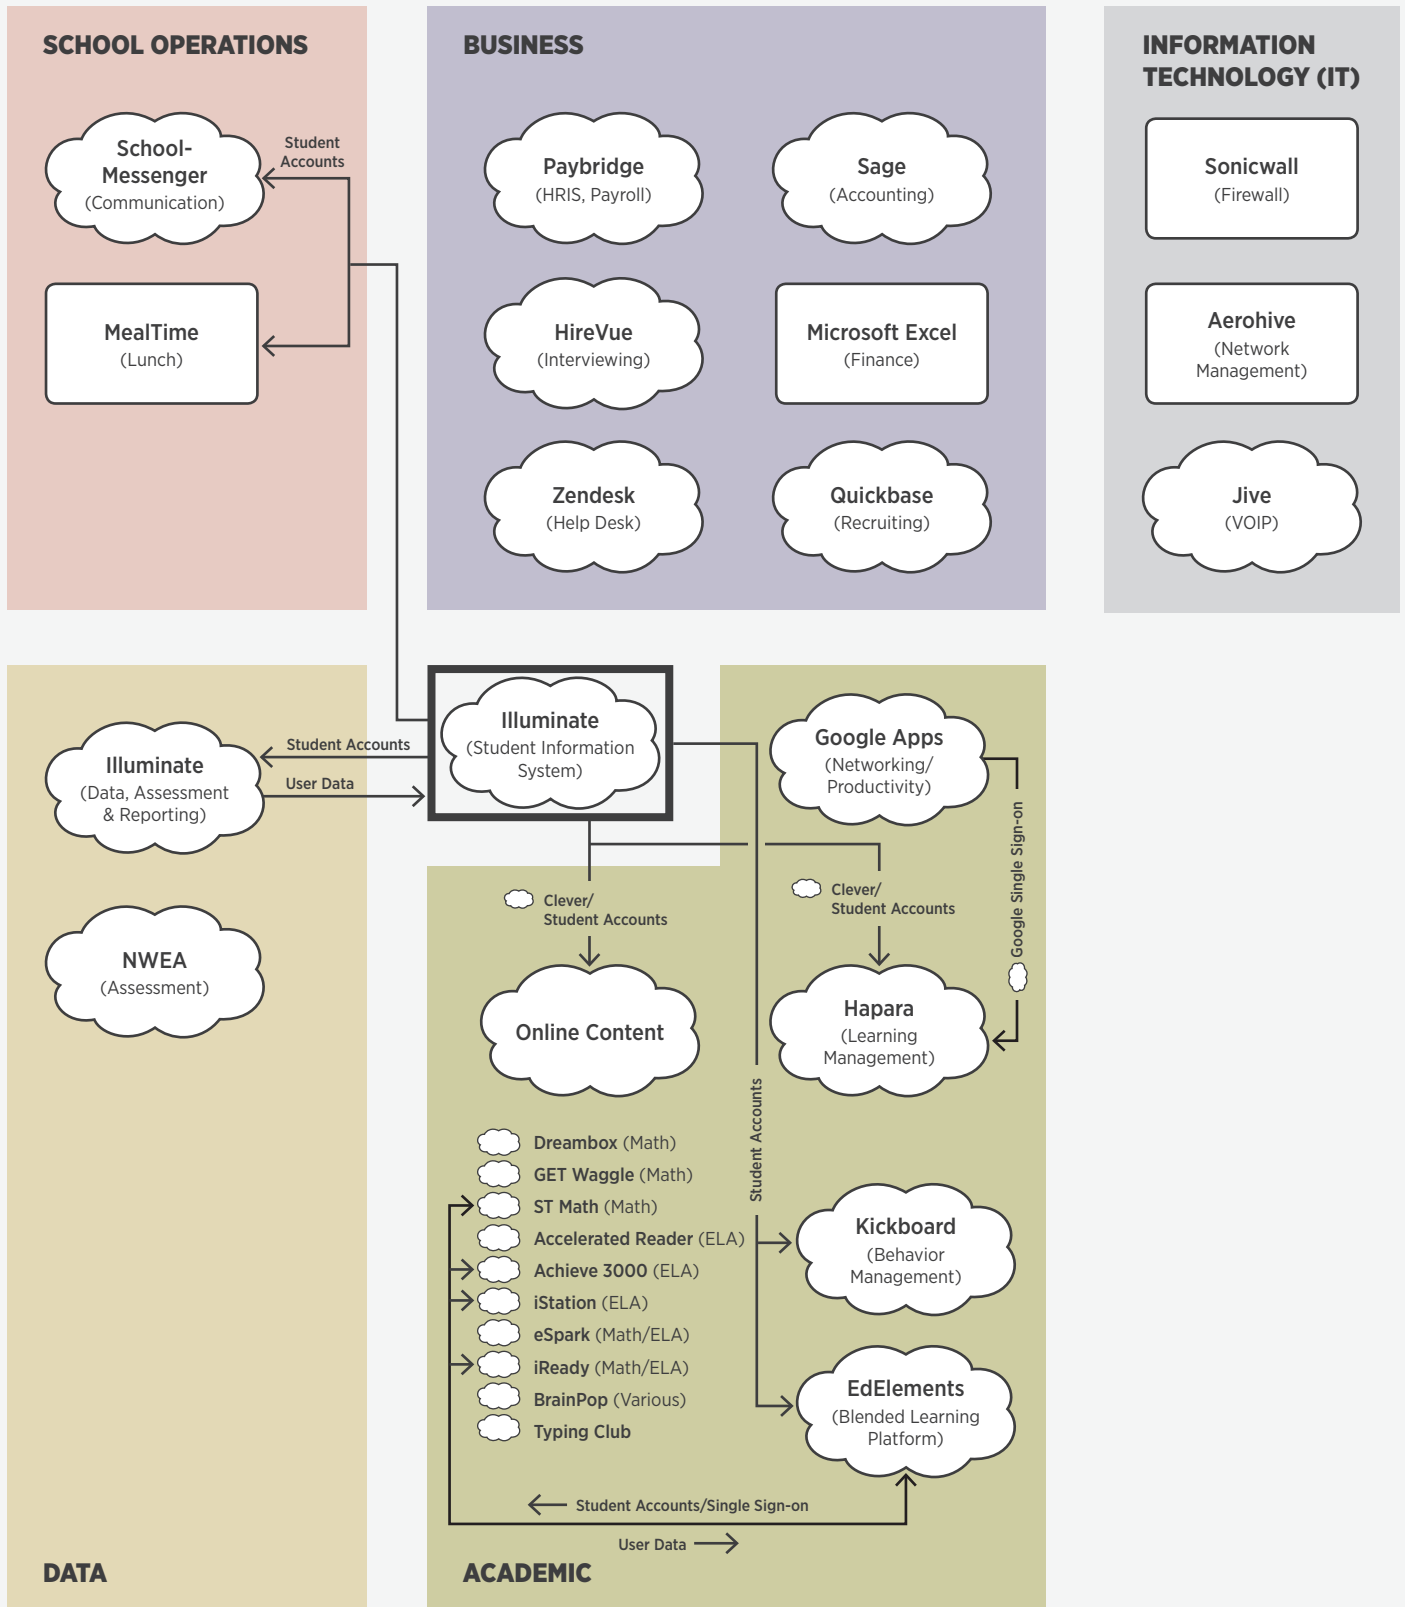 SCHOOL OPERATIONS
School-
Messenger
(Communication)
Student
Accounts
MealTime
(Lunch)
BUSINESS
Paybridge
(HRIS, Payroll)
Sage
(Accounting)
HireVue
(Interviewing)
Microsoft Excel
(Finance)
Zendesk
(Help Desk)
Quickbase
(Recruiting)
INFORMATION
TECHNOLOGY (IT)
Sonicwall
(Firewall)
Aerohive
(Network
Management)
Jive
(VOIP)
Illuminate
(Data, Assessment
& Reporting)
Student Accounts
User Data
NWEA
(Assessment)
DATA
Illuminate
(Student Information
System)
Google Apps
(Networking/
Productivity)
Google Single Sign-on
Clever/
Student Accounts
Clever/
Student Accounts
Online Content
Hapara
(Learning
Management)
Student Accounts
Dreambox (Math)
GET Waggle (Math)
ST Math (Math)
Accelerated Reader (ELA)
Achieve 3000 (ELA)
iStation (ELA)
eSpark (Math/ELA)
iReady (Math/ELA)
BrainPop (Various)
Typing Club
Kickboard
(Behavior
Management)
EdElements
(Blended Learning
Platform)
Student Accounts/Single Sign-on
User Data
ACADEMIC